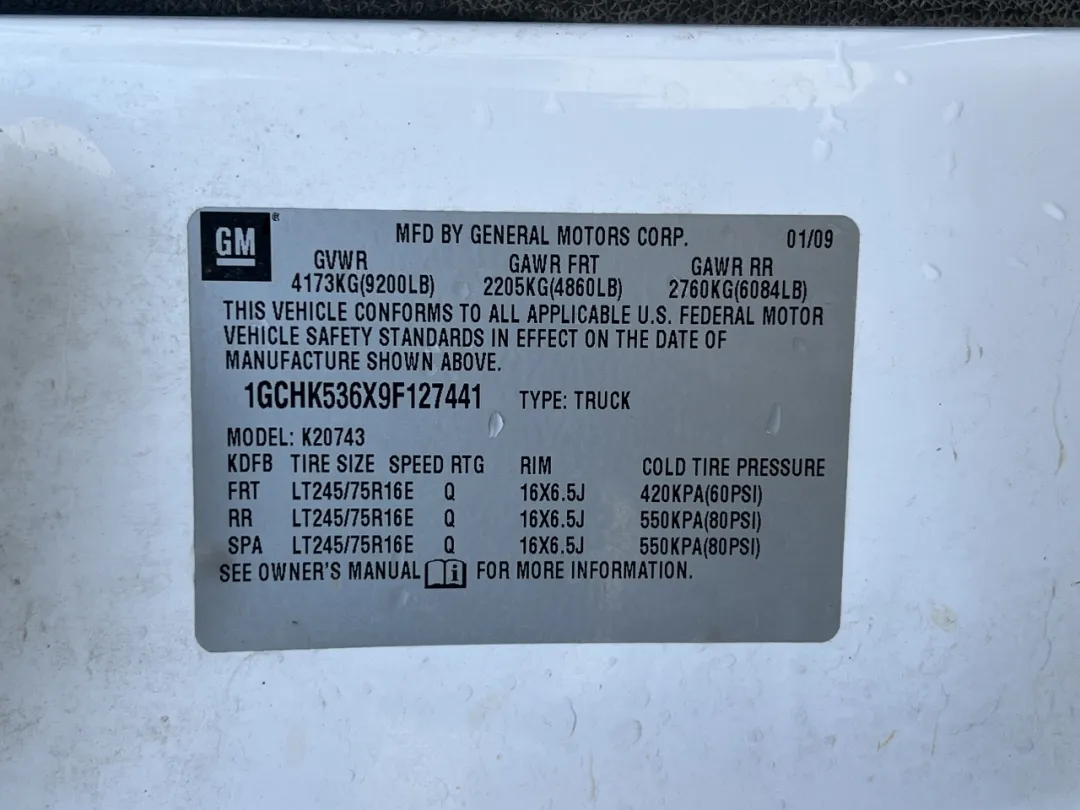 GM®
MFD BY GENERAL MOTORS CORP. 01/09
GVWR GAWR FRT GAWR RR
4173KG(9200LB) 2205KG(4860LB) 2760KG(6084LB)
THIS VEHICLE CONFORMS TO ALL APPLICABLE U.S. FEDERAL MOTOR
VEHICLE SAFETY STANDARDS IN EFFECT ON THE DATE OF
MANUFACTURE SHOWN ABOVE.
1GCHK536X9F127441 TYPE: TRUCK
MODEL: K20743
KDFB TIRE SIZE SPEED RTG RIM COLD TIRE PRESSURE
FRT LT245/75R16E Q 16X6.5J 420KPA(60PSI)
RR LT245/75R16E Q 16X6.5J 550KPA(80PSI)
SPA LT245/75R16E Q 16X6.5J 550KPA(80PSI)
SEE OWNER'S MANUAL i FOR MORE INFORMATION.